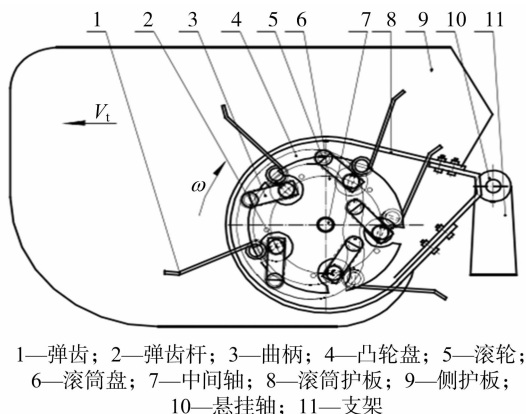 1 2 3 4 5 6 7 8 9 10 11
Vt
ω
1—弹齿；2—弹齿杆；3—曲柄；4—凸轮盘；5—滚轮；
6—滚筒盘；7—中间轴；8—滚筒护板；9—侧护板；
10—悬挂轴；11—支架